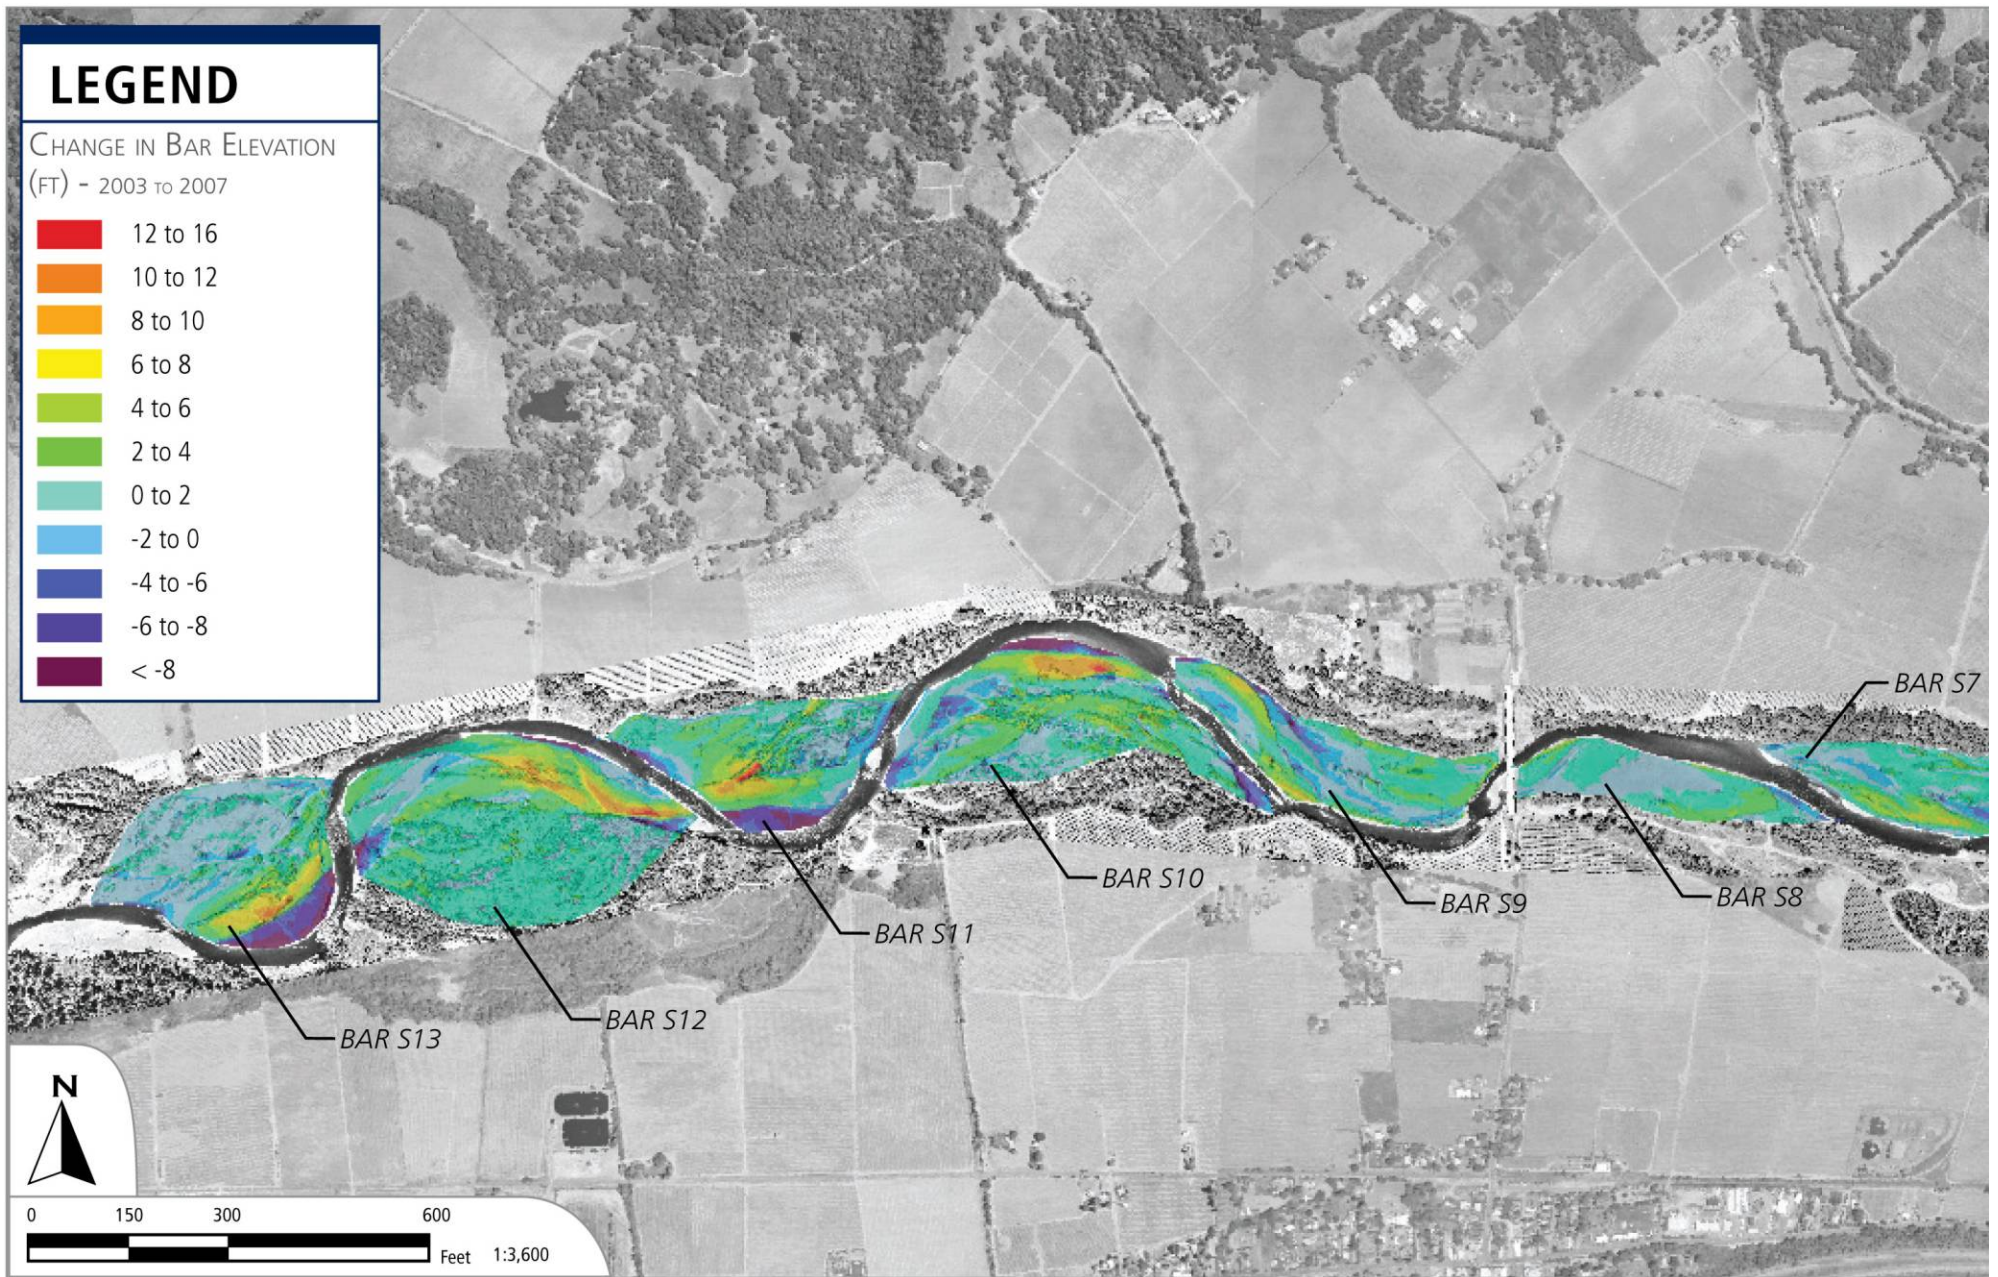 LEGEND
CHANGE IN BAR ELEVATION
(FT) - 2003 TO 2007
12 to 16
10 to 12
8 to 10
6 to 8
4 to 6
2 to 4
0 to 2
-2 to 0
-4 to -6
-6 to -8
< -8
BAR S7
BAR S8
BAR S9
BAR S10
BAR S11
BAR S12
BAR S13
N
0 150 300 600
Feet 1:3,600